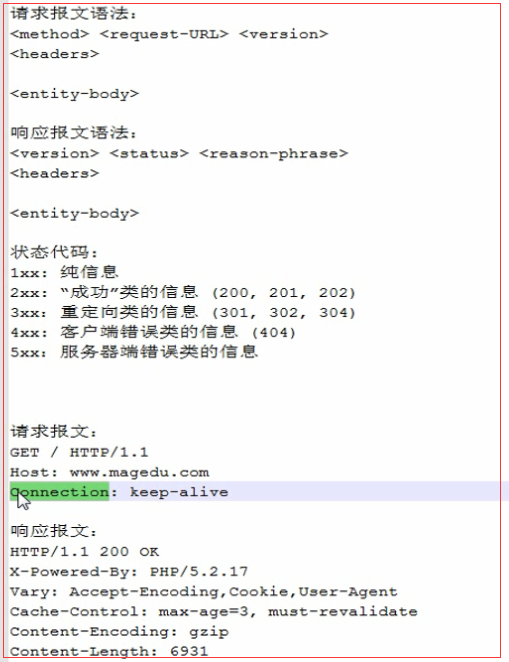 请求报文语法:
<method> <request-URL> <version>
<headers>
<entity-body>
响应报文语法:
<version> <status> <reason-phrase>
<headers>
<entity-body>
状态代码:
1xx: 纯信息
2xx: “成功”类的信息 (200, 201, 202)
3xx: 重定向类的信息 (301, 302, 304)
4xx: 客户端错误类的信息 (404)
5xx: 服务器端错误类的信息
请求报文:
GET / HTTP/1.1
Host: www.magedu.com
Connection: keep-alive
响应报文:
HTTP/1.1 200 OK
X-Powered-By: PHP/5.2.17
Vary: Accept-Encoding,Cookie,User-Agent
Cache-Control: max-age=3, must-revalidate
Content-Encoding: gzip
Content-Length: 6931